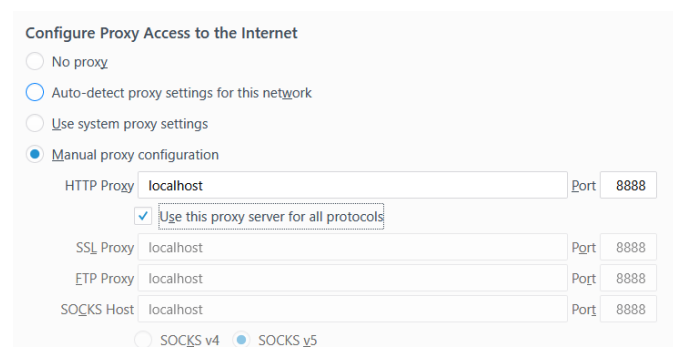 Configure Proxy Access to the Internet
No proxy
Auto-detect proxy settings for this network
Use system proxy settings
Manual proxy configuration
HTTP Proxy localhost Port 8888
Use this proxy server for all protocols
SSL Proxy localhost Port 8888
FTP Proxy localhost Port 8888
SOCKS Host localhost Port 8888
SOCKS v4 SOCKS v5